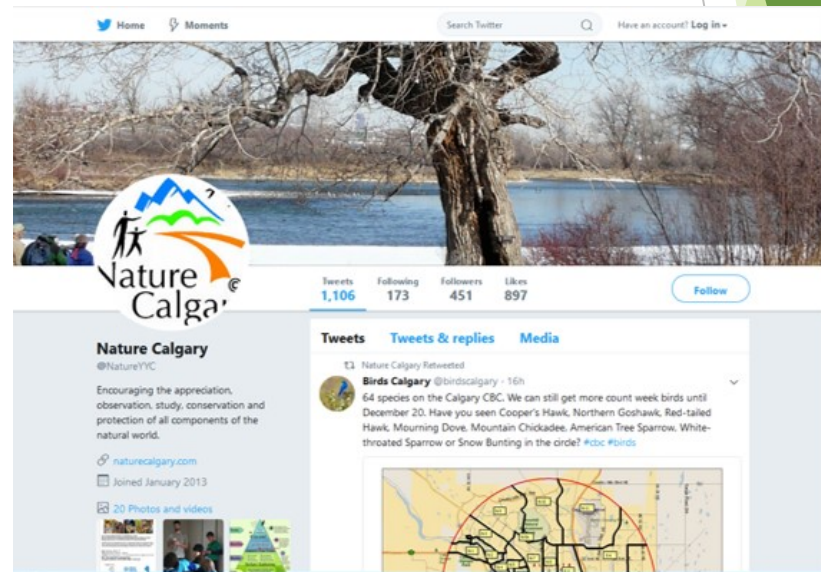 Home Moments Search Twitter Have an account? Log in
Nature
Calgar
Tweets Following Followers Likes
1,106 173 451 897 Follow
Nature Calgary
@NatureYYC
Encouraging the appreciation,
observation, study, conservation and
protection of all components of the
natural world.
naturecalgary.com
Joined January 2013
20 Photos and videos
Tweets Tweets & replies Media
Nature Calgary Retweeted
Birds Calgary @birdscalgary · 16h
64 species on the Calgary CBC. We can still get more count week birds until
December 20. Have you seen Cooper's Hawk, Northern Goshawk, Red-tailed
Hawk, Mourning Dove, Mountain Chickadee, American Tree Sparrow, White-
throated Sparrow or Snow Bunting in the circle? #cbc #birds